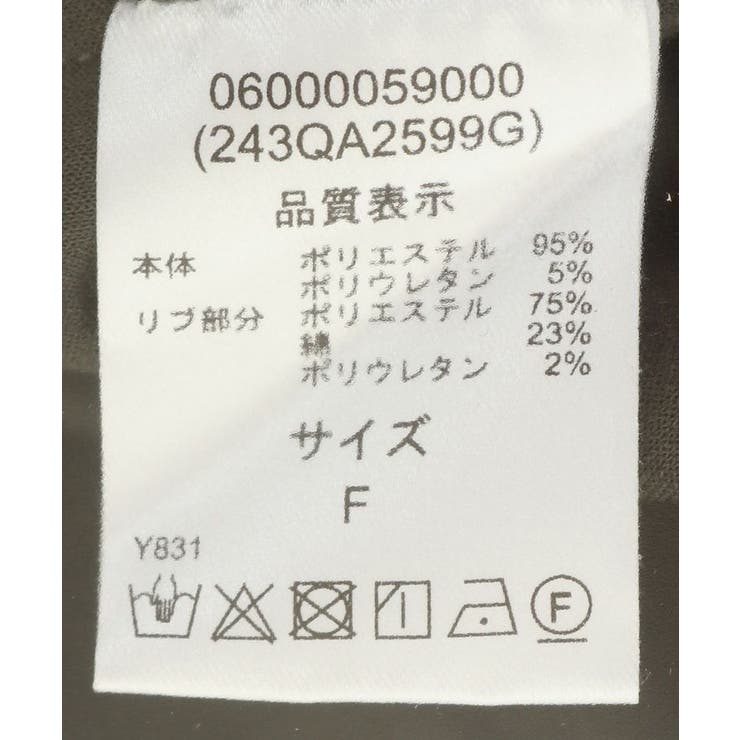 06000059000
(243QA2599G)
品質表示
本体 ポリエステル 95%
ポリウレタン 5%
リブ部分 ポリエステル 75%
綿 23%
ポリウレタン 2%
サイズ
F
Y831
F